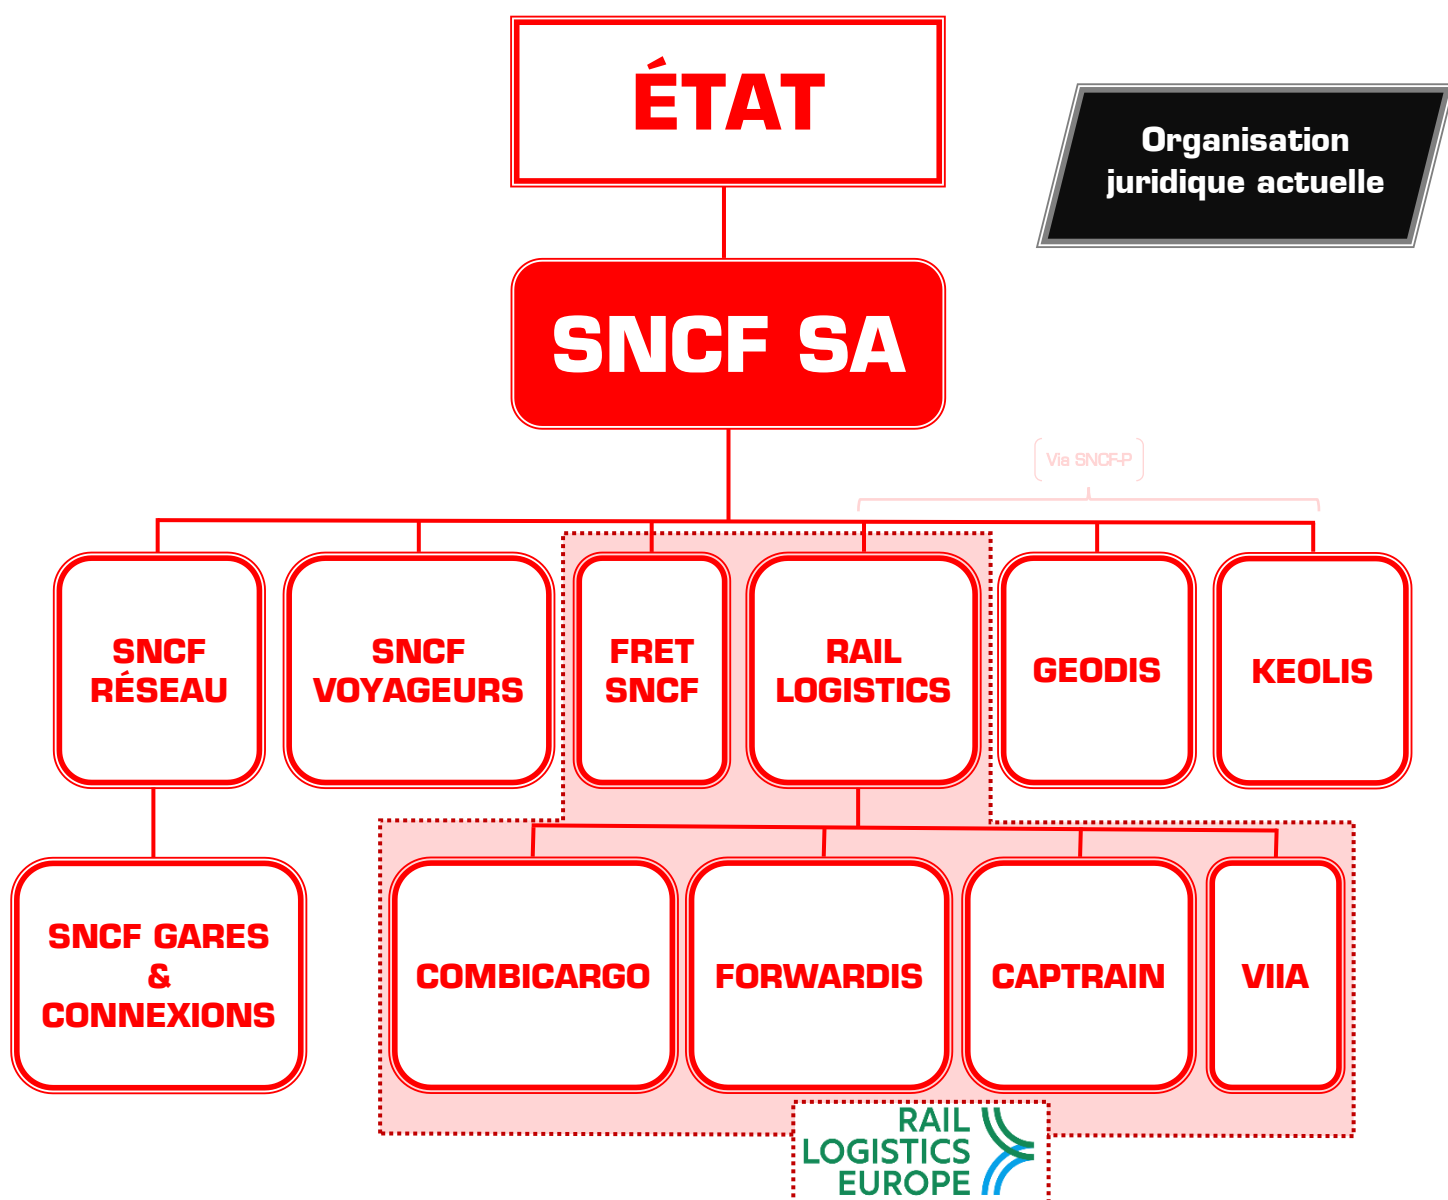 ÉTAT
Organisation
juridique actuelle
SNCF SA
Via SNCF-P
SNCF
RÉSEAU
SNCF
VOYAGEURS
FRET
SNCF
RAIL
LOGISTICS
GEODIS
KEOLIS
SNCF GARES
&
CONNEXIONS
COMBICARGO
FORWARDIS
CAPTRAIN
VIIA
RAIL
LOGISTICS
EUROPE